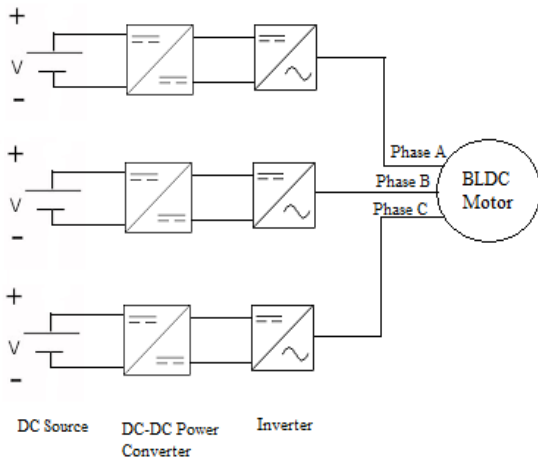 +
V
-
Phase A
+
V
-
Phase B
BLDC
Motor
Phase C
+
V
-
DC Source
DC-DC Power
Converter
Inverter